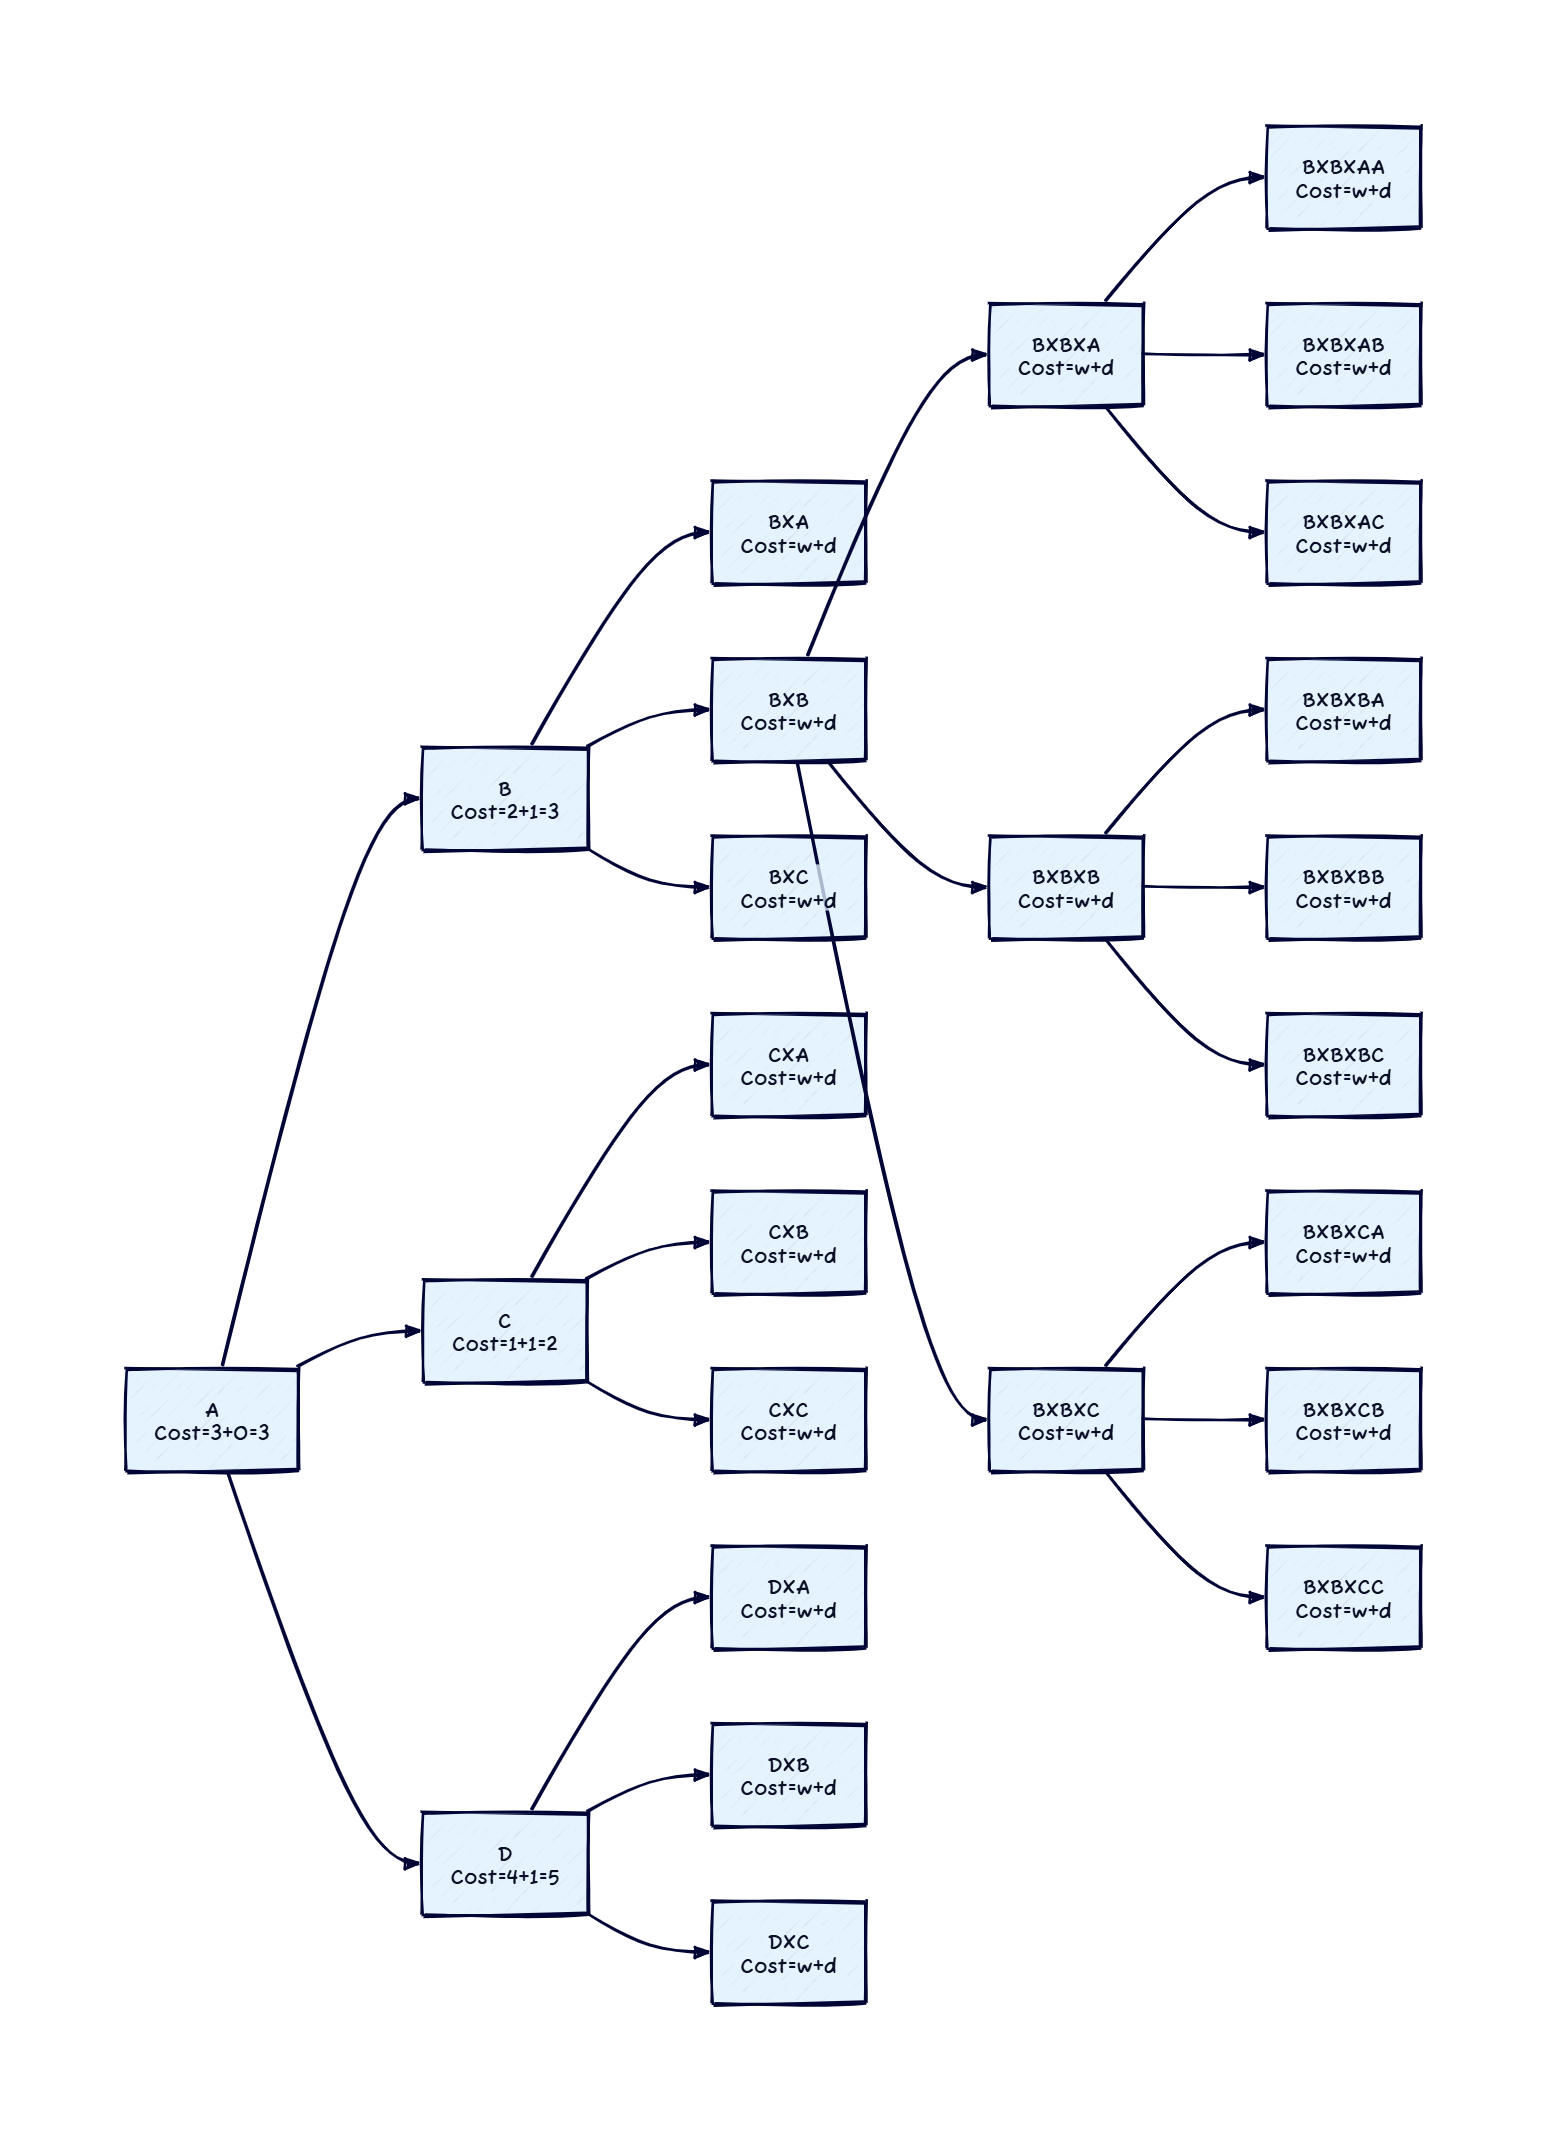 A
Cost=3+0=3
B
Cost=2+1=3
C
Cost=1+1=2
D
Cost=4+1=5
BXA
Cost=w+d
BXB
Cost=w+d
BXC
Cost=w+d
CXA
Cost=w+d
CXB
Cost=w+d
CXC
Cost=w+d
DXA
Cost=w+d
DXB
Cost=w+d
DXC
Cost=w+d
BXBXA
Cost=w+d
BXBXB
Cost=w+d
BXBXC
Cost=w+d
BXBXAA
Cost=w+d
BXBXAB
Cost=w+d
BXBXAC
Cost=w+d
BXBXBA
Cost=w+d
BXBXBB
Cost=w+d
BXBXBC
Cost=w+d
BXBXCA
Cost=w+d
BXBXCB
Cost=w+d
BXBXCC
Cost=w+d